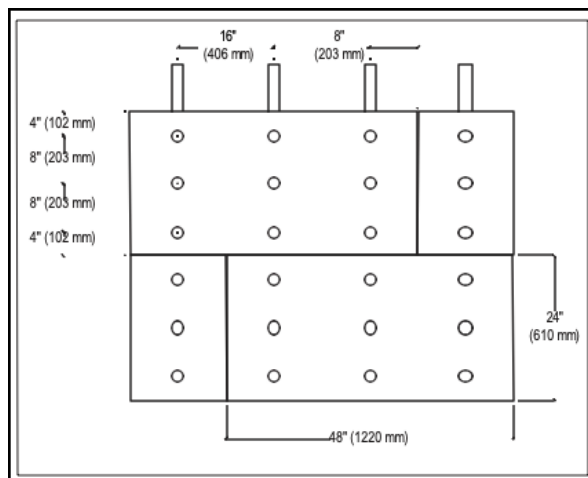 16"
(406 mm)
8"
(203 mm)
4" (102 mm)
8" (203 mm)
8" (203 mm)
4" (102 mm)
24"
(610 mm)
48" (1220 mm)